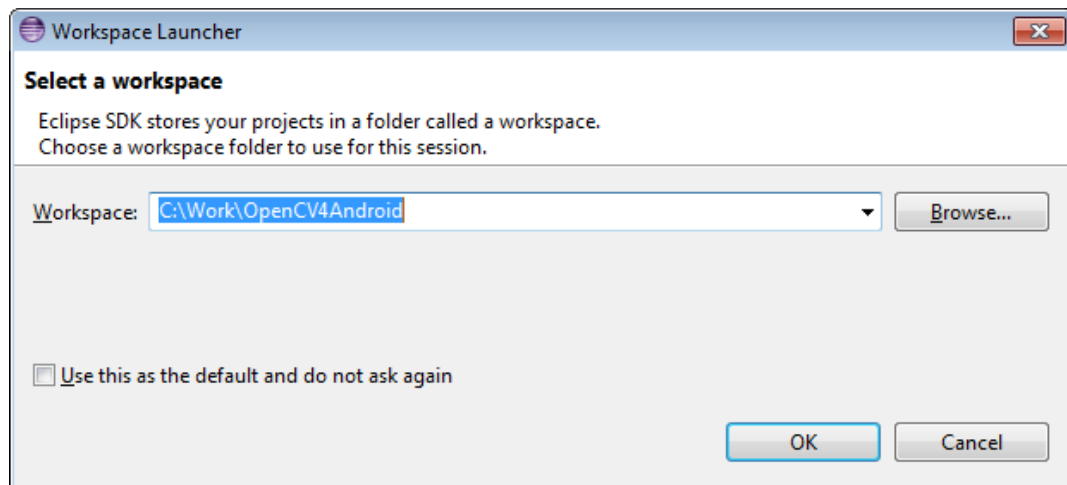 Workspace Launcher
Select a workspace
Eclipse SDK stores your projects in a folder called a workspace.
Choose a workspace folder to use for this session.
Workspace: C:\Work\OpenCV4Android Browse...
Use this as the default and do not ask again
OK Cancel